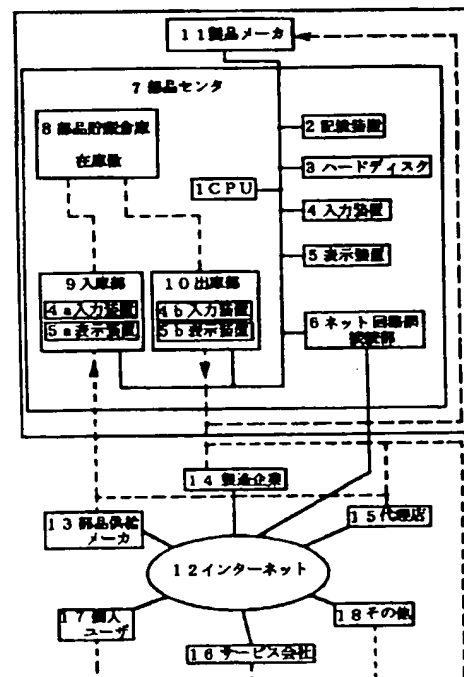 11製品メーカ
7部品センタ
8部品貯蔵倉庫
在庫数
2記憶装置
3ハードディスク
1CPU
4入力装置
5表示装置
9入庫部
4a入力装置
5a表示装置
10出庫部
4b入力装置
5b表示装置
6ネット回路網
接続部
14製造企業
13部品供給
メーカ
15代理店
12インターネット
17個人
ユーザ
18その他
16サービス会社